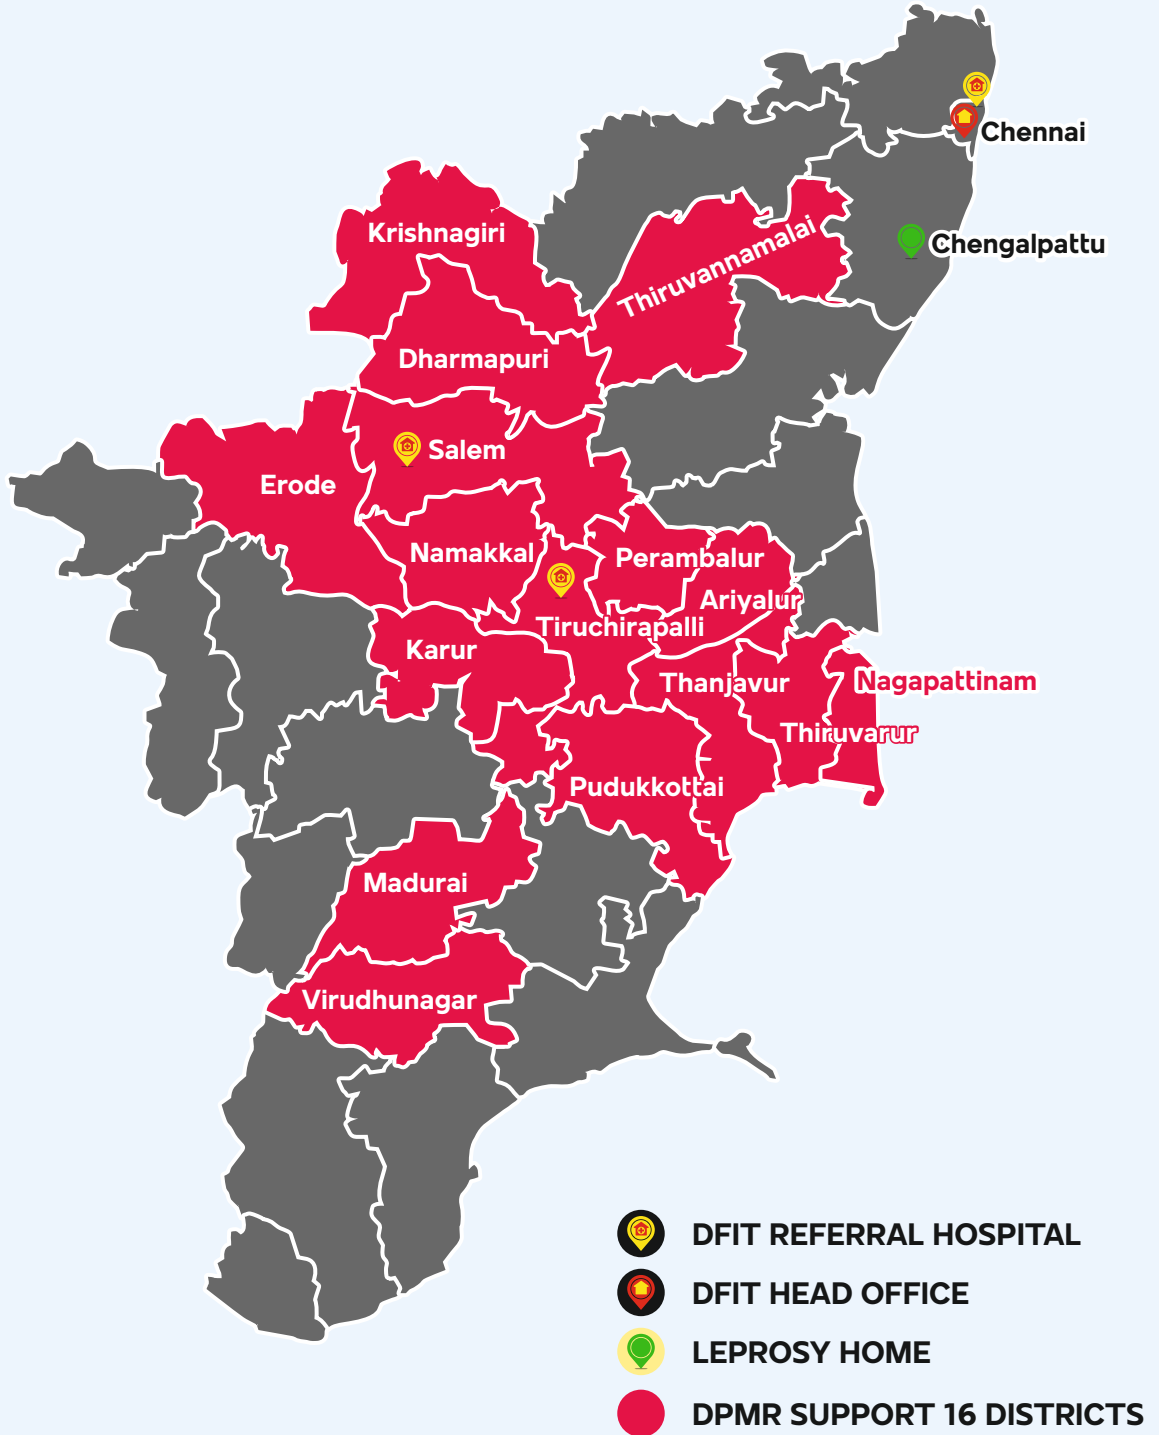 Chennai
Krishnagiri
Thiruvannamalai
Chengalpattu
Dharmapuri
Salem
Erode
Namakkal
Perambalur
Ariyalur
Tiruchirapalli
Karur
Thanjavur
Nagapattinam
Thiruvarur
Pudukkottai
Madurai
Virudhunagar
DFIT REFERRAL HOSPITAL
DFIT HEAD OFFICE
LEPROSY HOME
DPMR SUPPORT 16 DISTRICTS